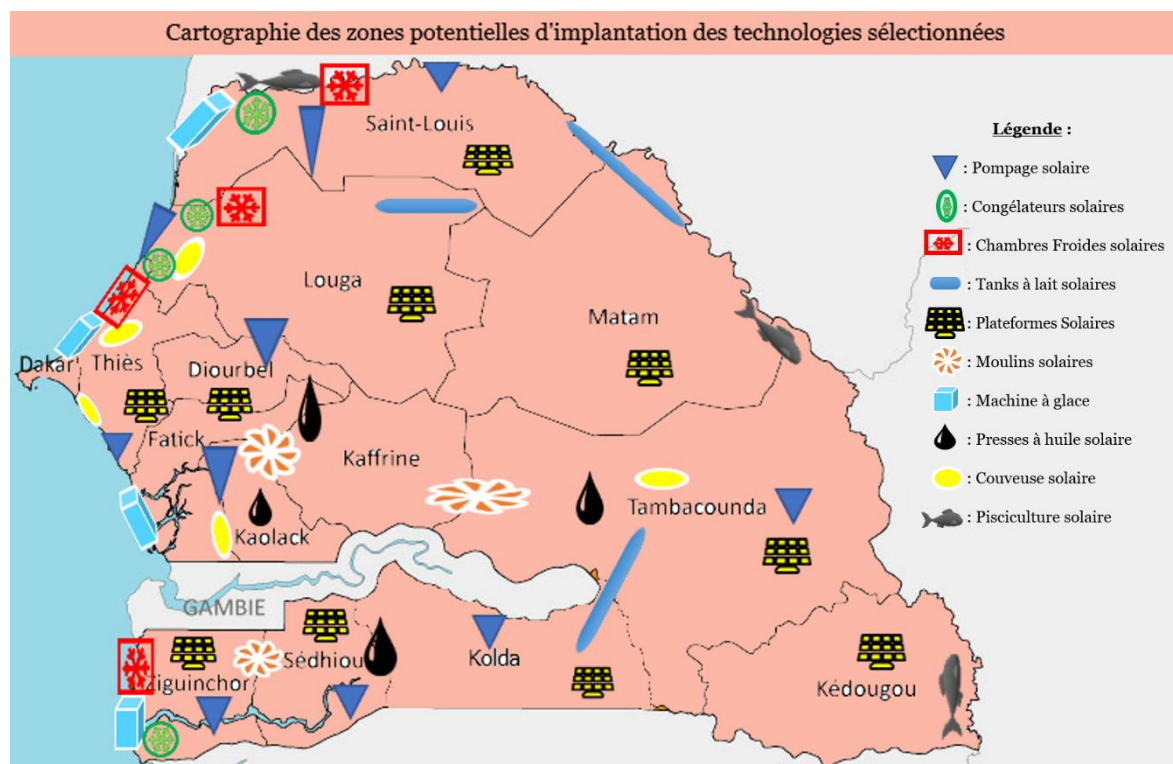 Cartographie des zones potentielles d'implantation des technologies sélectionnées
Saint-Louis
Louga
Matam
Dakar
Thiès
Diourbel
Fatick
Kaffrine
Kaolack
Tambacounda
GAMBIE
Sédhiou
Kolda
Ziguinchor
Kédougou
Légende :
: Pompage solaire
: Congélateurs solaires
: Chambres Froides solaires
: Tanks à lait solaires
: Plateformes Solaires
: Moulins solaires
: Machine à glace
: Presses à huile solaire
: Couveuse solaire
: Pisciculture solaire